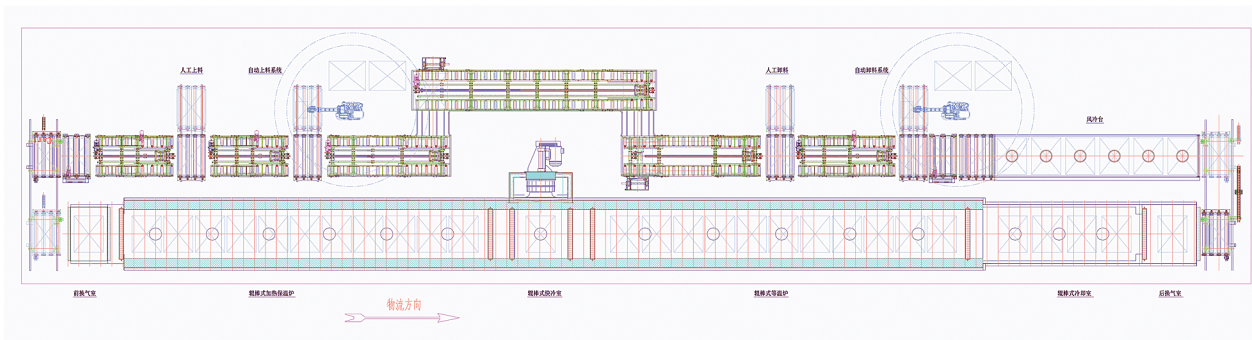 人工上料
自动上料系统
人工卸料
自动卸料系统
风冷台
前换气室
辊棒式加热保温炉
辊棒式快冷室
辊棒式等温炉
辊棒式冷却室
后换气室
物流方向